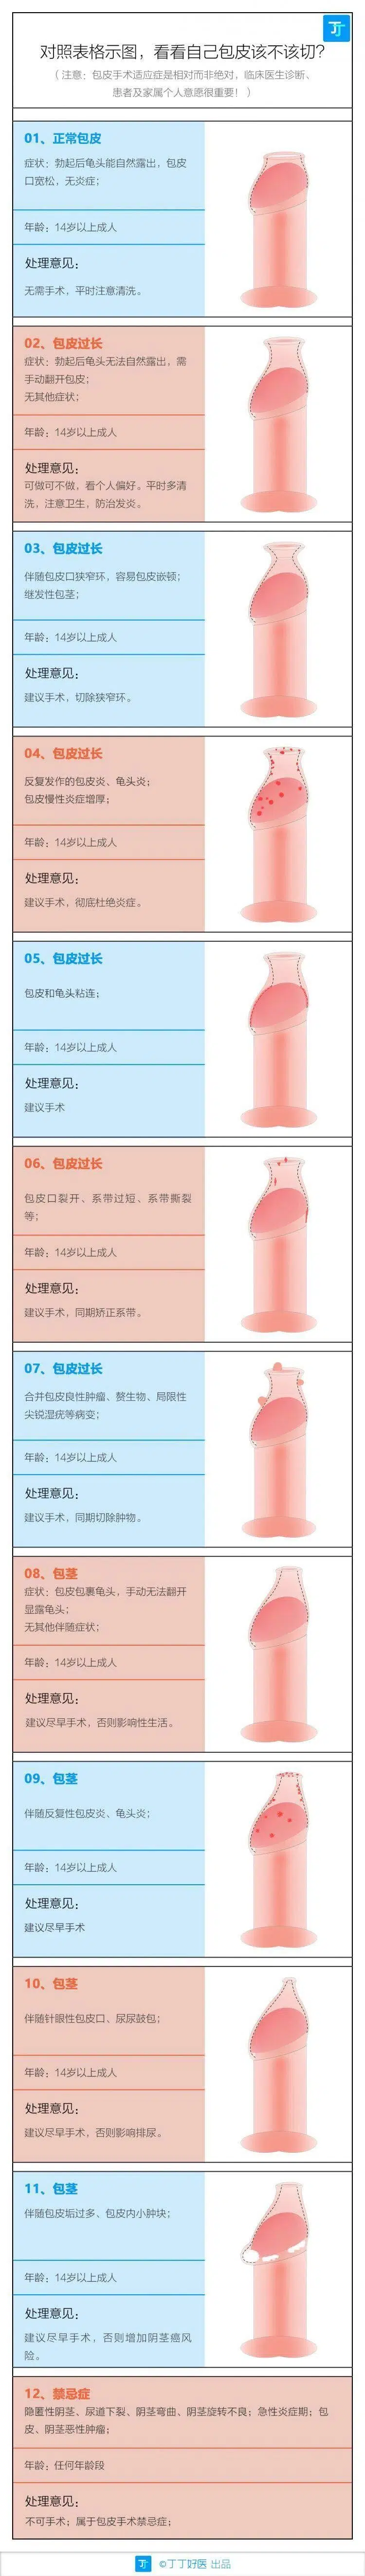 丁
对照表格示图，看看自己包皮该不该切？
（注意：包皮手术适应症是相对而非绝对，临床医生诊断、
患者及家属个人意愿很重要！）
01、正常包皮
症状：勃起后龟头能自然露出，包皮
口宽松，无炎症；
年龄：14岁以上成人
处理意见：
无需手术，平时注意清洗。
02、包皮过长
症状：勃起后龟头无法自然露出，需
手动翻开包皮；
无其他症状；
年龄：14岁以上成人
处理意见：
可做可不做，看个人偏好。平时多清
洗，注意卫生，防治发炎。
03、包皮过长
伴随包皮口狭窄环，容易包皮嵌顿；
继发性包茎；
年龄：14岁以上成人
处理意见：
建议手术，切除狭窄环。
04、包皮过长
反复发作的包皮炎、龟头炎；
包皮慢性炎症增厚；
年龄：14岁以上成人
处理意见：
建议手术，彻底杜绝炎症。
05、包皮过长
包皮和龟头粘连；
年龄：14岁以上成人
处理意见：
建议手术
06、包皮过长
包皮口裂开、系带过短、系带撕裂
等；
年龄：14岁以上成人
处理意见：
建议手术，同期矫正系带。
07、包皮过长
合并包皮良性肿瘤、赘生物、局限性
尖锐湿疣等病变；
年龄：14岁以上成人
处理意见：
建议手术，同期切除肿物。
08、包茎
症状：包皮包裹龟头，手动无法翻开
显露龟头；
无其他伴随症状；
年龄：14岁以上成人
处理意见：
建议尽早手术，否则影响性生活。
09、包茎
伴随反复性包皮炎、龟头炎；
年龄：14岁以上成人
处理意见：
建议尽早手术
10、包茎
伴随针眼性包皮口、尿尿鼓包；
年龄：14岁以上成人
处理意见：
建议尽早手术，否则影响排尿。
11、包茎
伴随包皮垢过多、包皮内小肿块；
年龄：14岁以上成人
处理意见：
建议尽早手术，否则增加阴茎癌风
险。
12、禁忌症
隐匿性阴茎、尿道下裂、阴茎弯曲、阴茎旋转不良；急性炎症期；包
皮、阴茎恶性肿瘤；
年龄：任何年龄段
处理意见：
不可手术；属于包皮手术禁忌症；
©丁丁好医 出品